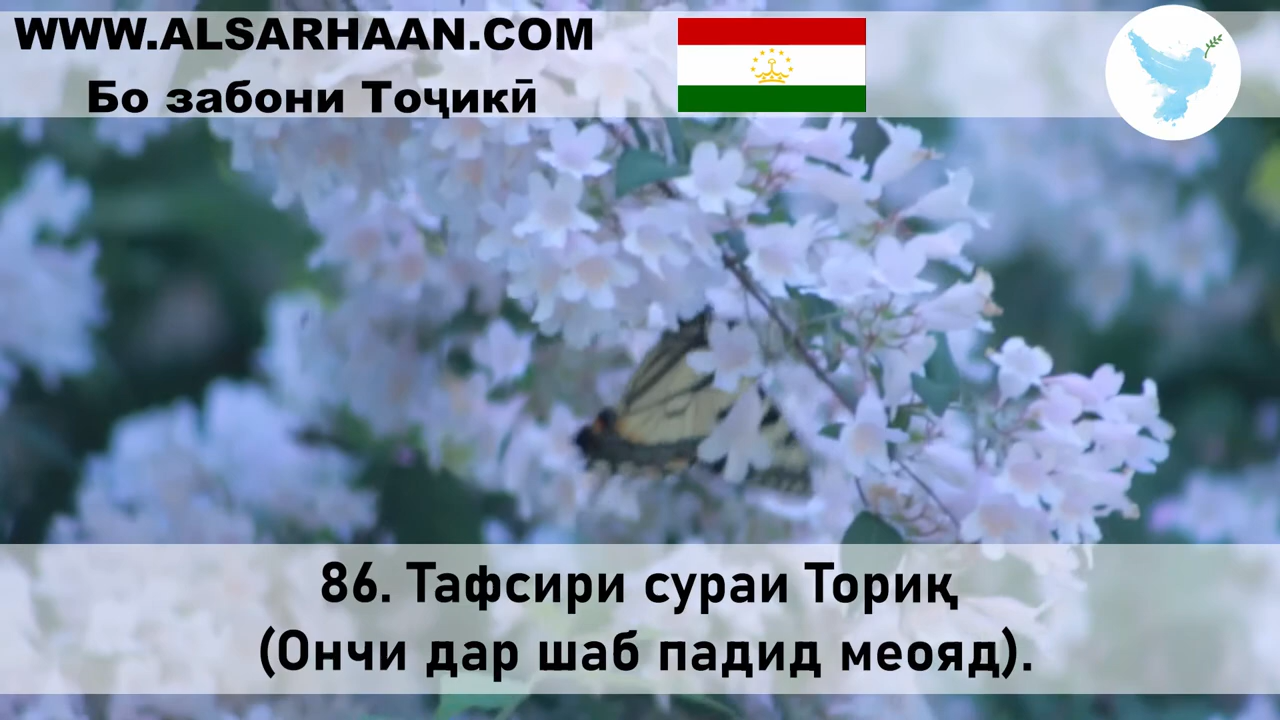 WWW.ALSARHAAN.COM
Бо забони Тоҷикӣ
86. Тафсири сураи Ториқ
(Ончи дар шаб падид меояд).